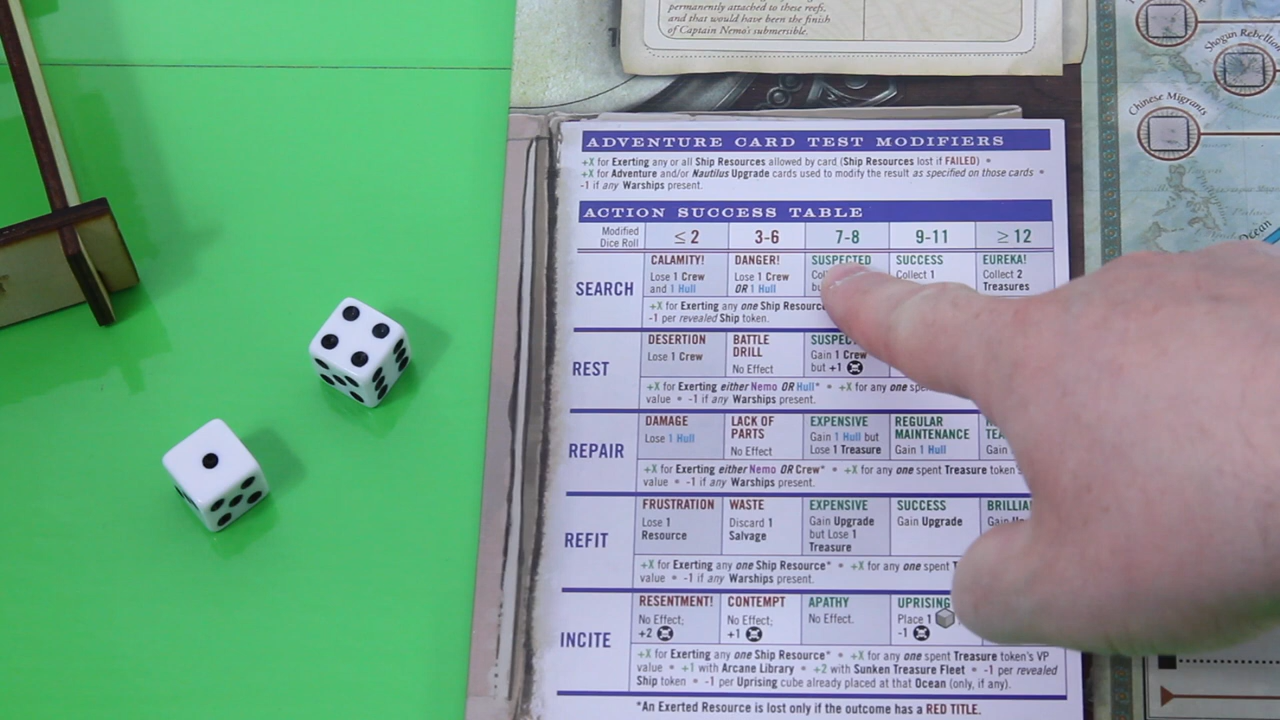 permanently attached to these reefs,
and that would have been the finish
of Captain Nemo's submersible.
Shogun Rebellion
Chinese Migrants
Ocean
ADVENTURE CARD TEST MODIFIERS
+X for Exerting any or all Ship Resources allowed by card (Ship Resources lost if FAILED) *
+X for Adventure and/or Nautilus Upgrade cards used to modify the result as specified on those cards *
-1 if any Warships present.
ACTION SUCCESS TABLE
Modified Dice Roll ≤ 2 3-6 7-8 9-11 ≥ 12
SEARCH
CALAMITY!
Lose 1 Crew
and 1 Hull
DANGER!
Lose 1 Crew
OR 1 Hull
SUSPECTED
SUCCESS
Collect 1
EUREKA!
Collect 2
Treasures
+X for Exerting any one Ship
-1 per revealed Ship token.
REST
DESERTION
Lose 1 Crew
BATTLE
DRILL
No Effect
Gain 1 Crew
but +1
+X for Exerting either Nemo OR Hull* * +X for any one
value * -1 if any Warships present.
REPAIR
DAMAGE
Lose 1 Hull
LACK OF
PARTS
No Effect
EXPENSIVE
Gain 1 Hull but
Lose 1 Treasure
REGULAR
MAINTENANCE
Gain 1 Hull
Gain
+X for Exerting either Nemo OR Crew* * +X for any one spent Treasure token's
value * -1 if any Warships present.
REFIT
FRUSTRATION
Lose 1
Resource
WASTE
Discard 1
Salvage
EXPENSIVE
Gain Upgrade
but Lose 1
Treasure
SUCCESS
Gain Upgrade
+X for Exerting any one Ship Resource* * +X for any one spent
value * -1 if any Warships present.
INCITE
RESENTMENT!
No Effect;
+2
CONTEMPT
No Effect;
+1
APATHY
No Effect.
UPRISING
Place 1
-1
+X for Exerting any one Ship Resource* * +X for any one spent Treasure token's VP
value * +1 with Arcane Library * +2 with Sunken Treasure Fleet * -1 per revealed
Ship token * -1 per Uprising cube already placed at that Ocean (only, if any).
*An Exerted Resource is lost only if the outcome has a RED TITLE.